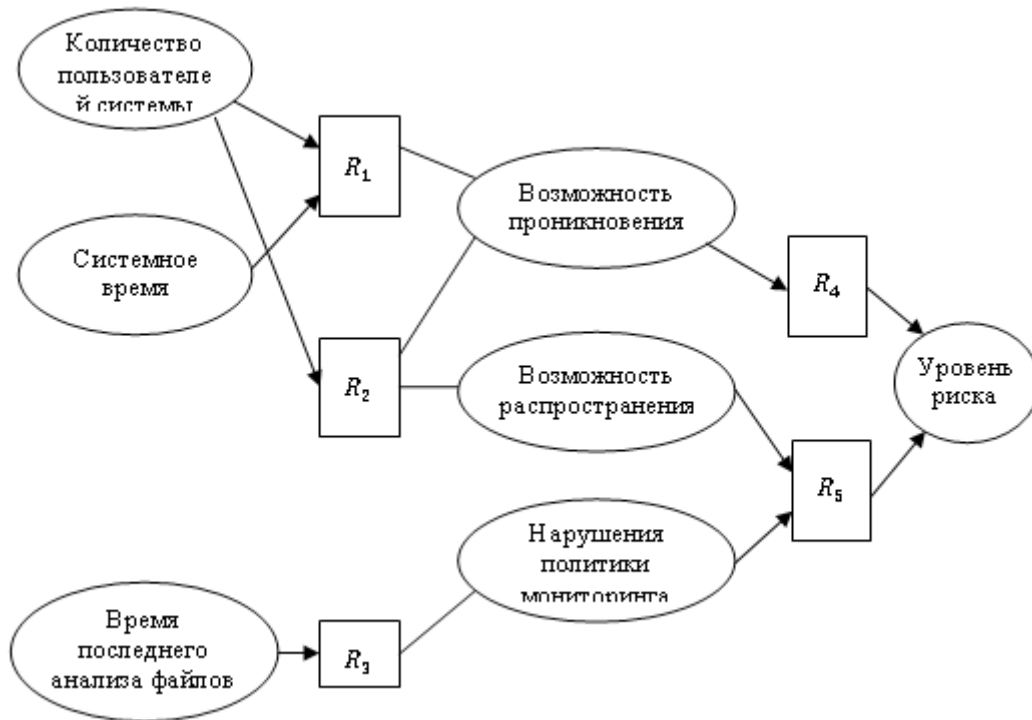 Количество
пользователе
й системы
R1
Возможность
проникновения
Системное
время
R4
R2
Возможность
распространения
Уровень
риска
R5
Нарушения
политики
мониторинга
Время
последнего
анализа файлов
R3